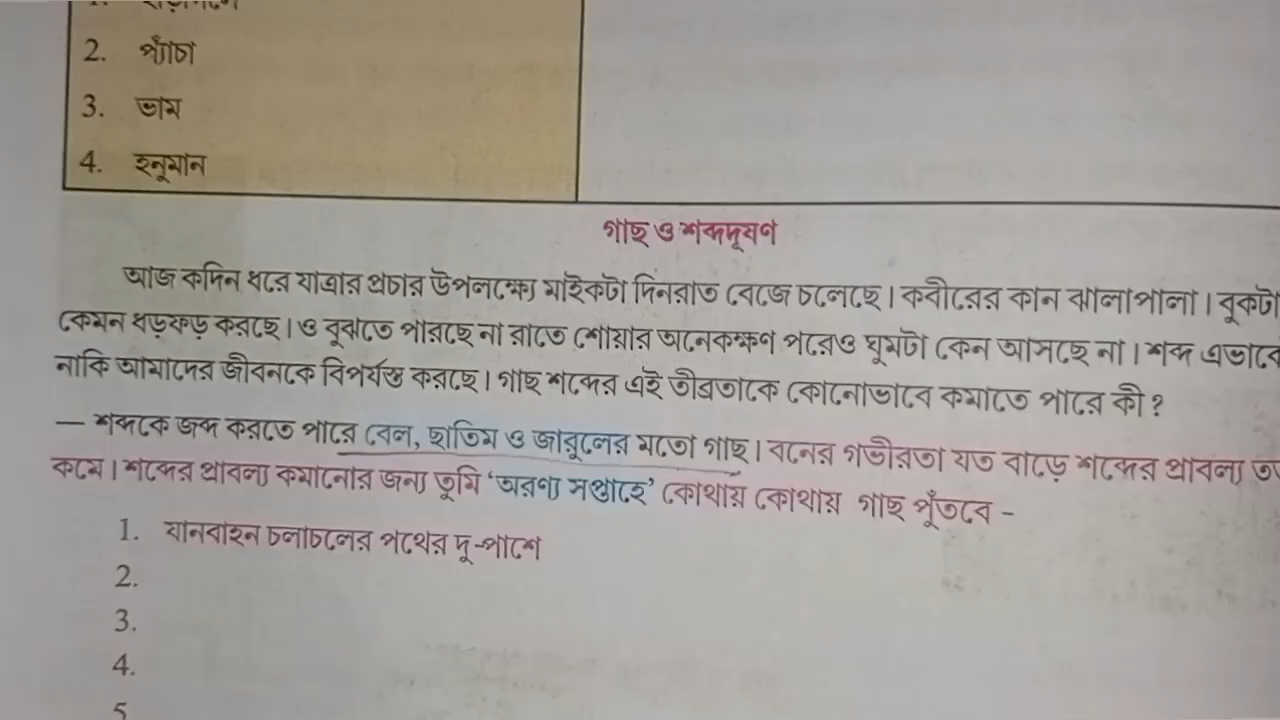 2. প্যাঁচা
3. ভাম
4. হনুমান
গাছ ও শব্দদূষণ
আজ কদিন ধরে যাত্রার প্রচার উপলক্ষ্যে মাইকটা দিনরাত বেজে চলেছে। কবীরের কান ঝালাপালা। বুকটা
কেমন ধড়ফড় করছে। ও বুঝতে পারছে না রাতে শোয়ার অনেকক্ষণ পরেও ঘুমটা কেন আসছে না। শব্দ এভাবে
নাকি আমাদের জীবনকে বিপর্যস্ত করছে। গাছ শব্দের এই তীব্রতাকে কোনোভাবে কমাতে পারে কী?
— শব্দকে জব্দ করতে পারে বেল, ছাতিম ও জারুলের মতো গাছ। বনের গভীরতা যত বাড়ে শব্দের প্রাবল্য
কমে। শব্দের প্রাবল্য কমানোর জন্য তুমি ‘অরণ্য সপ্তাহে’ কোথায় কোথায় গাছ পুঁতবে -
1. যানবাহন চলাচলের পথের দু-পাশে
2.
3.
4.
5